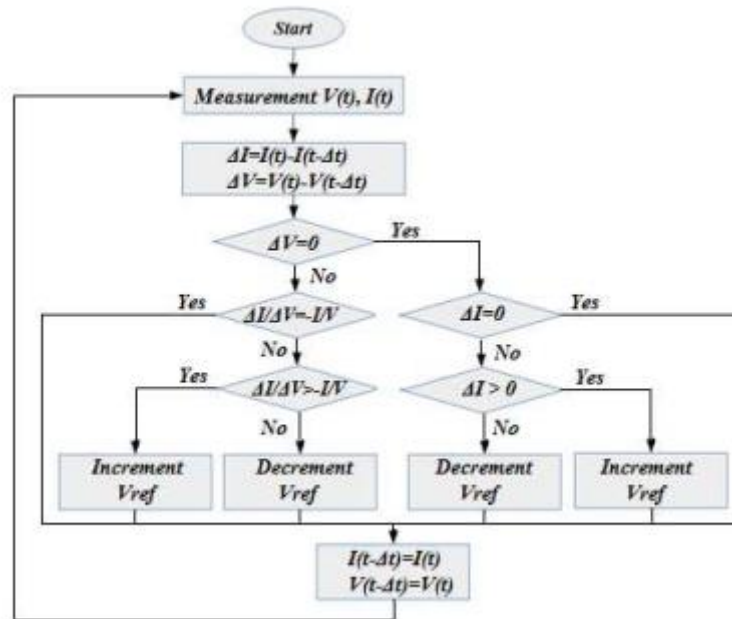 Start
Measurement V(t), I(t)
ΔI=I(t)-I(t-Δt)
ΔV=V(t)-V(t-Δt)
ΔV=0
Yes
No
Yes
ΔI/ΔV=-I/V
ΔI=0
Yes
No
No
Yes
ΔI/ΔV>-I/V
ΔI > 0
Yes
No
No
Increment
Vref
Decrement
Vref
Decrement
Vref
Increment
Vref
I(t-Δt)=I(t)
V(t-Δt)=V(t)